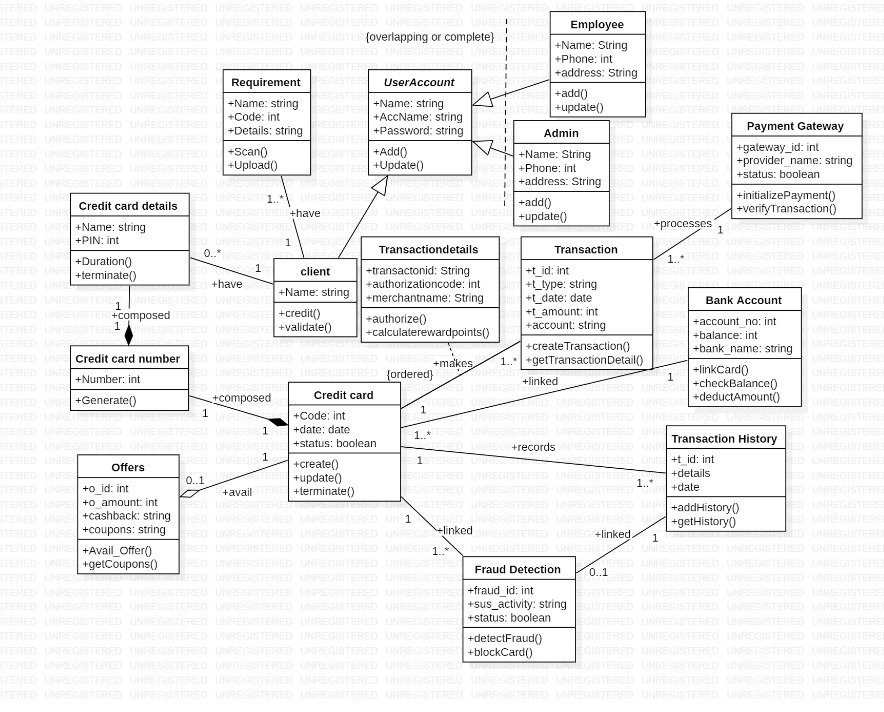 {overlapping or complete}
Employee
+Name: String
+Phone: int
+address: String
+add()
+update()
Requirement
+Name: string
+Code: int
+Details: string
+Scan()
+Upload()
UserAccount
+Name: string
+AccName: String
+Password: string
+Add()
+Update()
Admin
+Name: String
+Phone: int
+address: String
+add()
+update()
Payment Gateway
+gateway_id: int
+provider_name: string
+status: boolean
+initializePayment()
+verifyTransaction()
Credit card details
+Name: string
+PIN: int
+Duration()
+terminate()
1..*
+have
1
0..*
+have
1
client
+Name: string
+credit()
+validate()
Transactiondetails
+transactonid: String
+authorizationcode: int
+merchantname: String
+authorize()
+calculaterewardpoints()
Transaction
+t_id: int
+t_type: string
+t_date: date
+t_amount: int
+account: string
+createTransaction()
+getTransactionDetail()
+processes
1
1..*
Bank Account
+account_no: int
+balance: int
+bank_name: string
+linkCard()
+checkBalance()
+deductAmount()
1
+composed
1
Credit card number
+Number: int
+Generate()
+composed
1
1
{ordered}
+makes
1..*
1
+linked
1
1..*
Credit card
+Code: int
+date: date
+status: boolean
+create()
+update()
+terminate()
Offers
+o_id: int
+o_amount: int
+cashback: string
+coupons: string
+Avail_Offer()
+getCoupons()
0..1
+avail
1
+records
1
1..*
Transaction History
+t_id: int
+details
+date
+addHistory()
+getHistory()
1
+linked
1..*
+linked
1
0..1
Fraud Detection
+fraud_id: int
+sus_activity: string
+status: boolean
+detectFraud()
+blockCard()